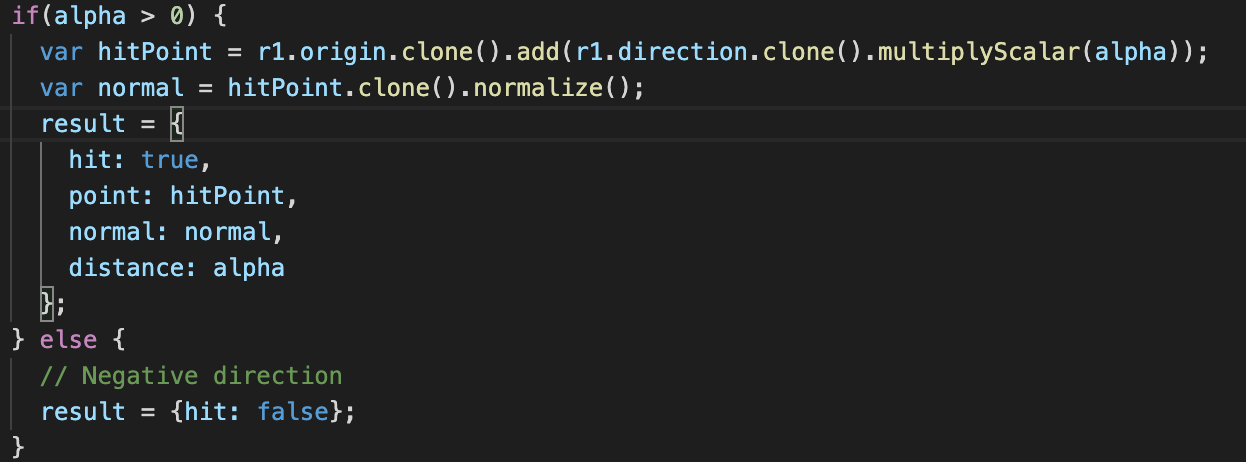 if(alpha > 0) {
  var hitPoint = r1.origin.clone().add(r1.direction.clone().multiplyScalar(alpha));
  var normal = hitPoint.clone().normalize();
  result = {
    hit: true,
    point: hitPoint,
    normal: normal,
    distance: alpha
  };
} else {
  // Negative direction
  result = {hit: false};
}